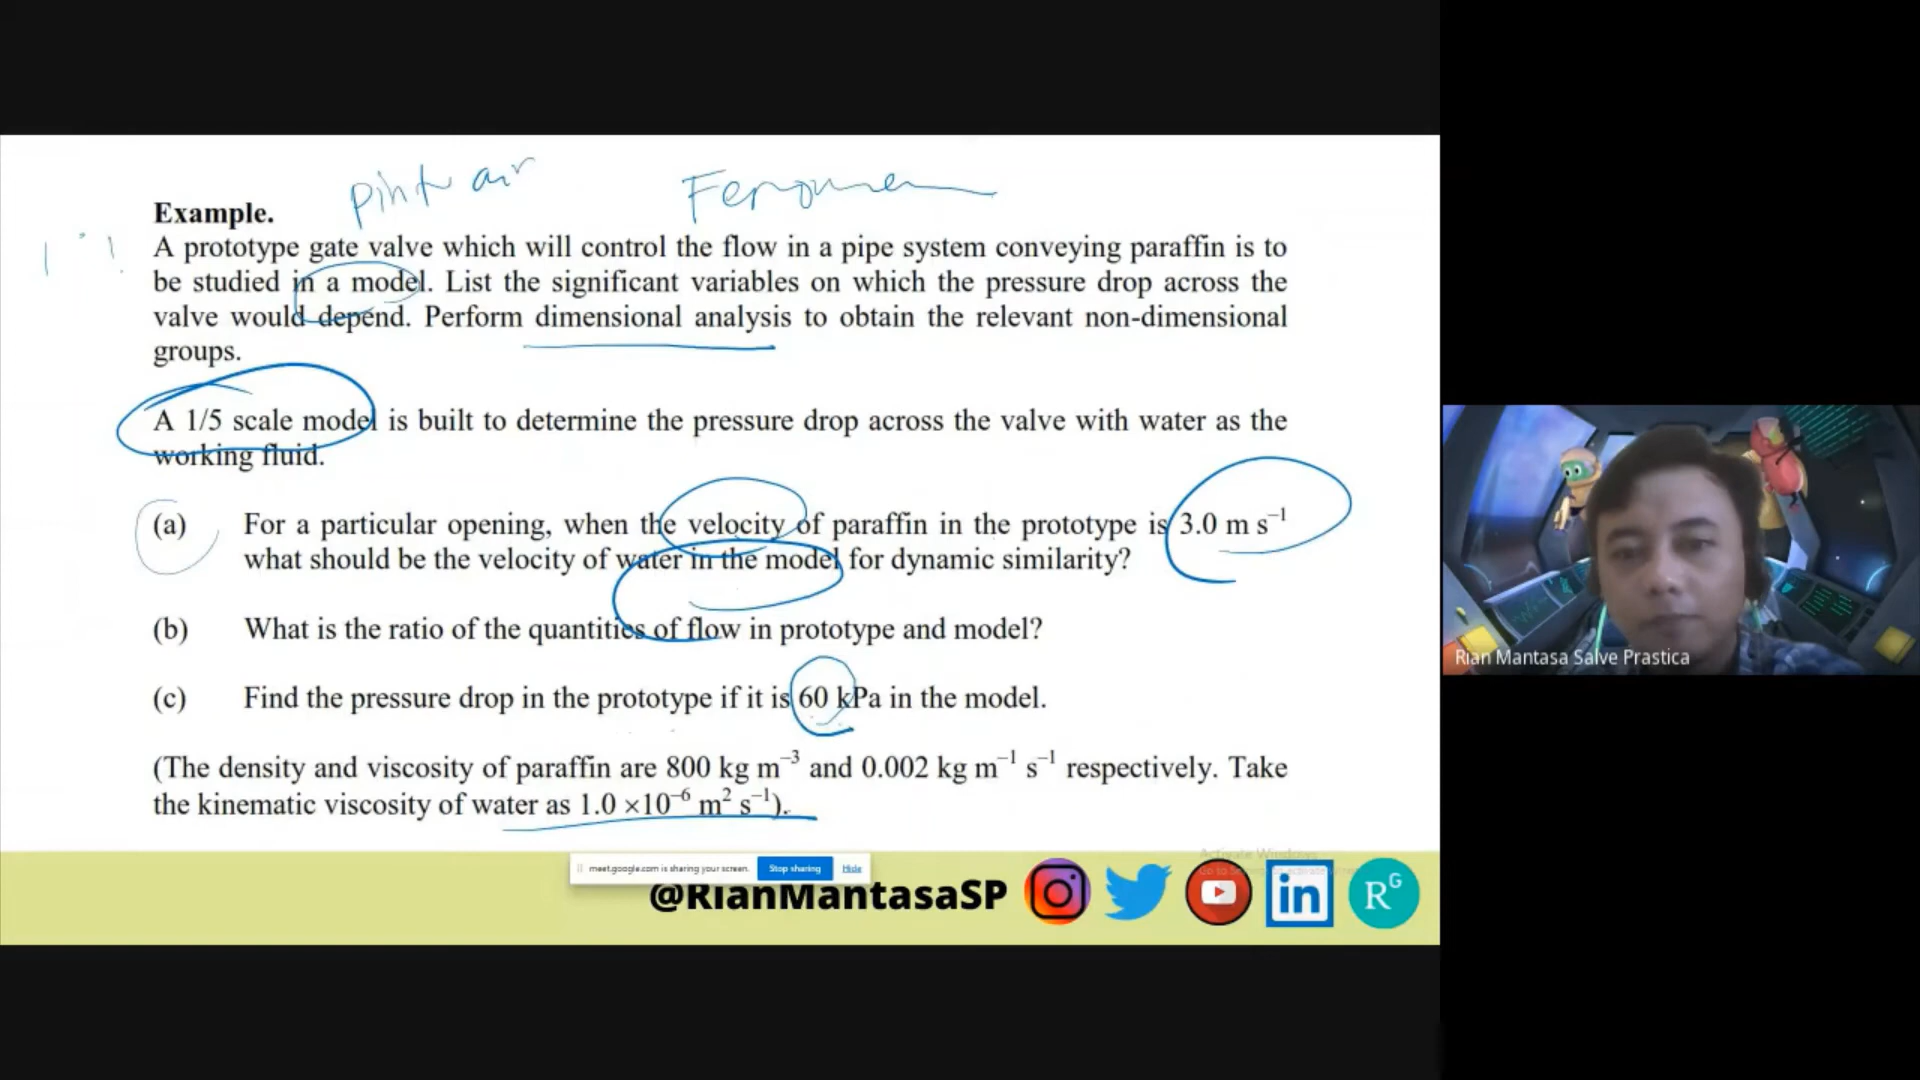 pintu air
Fenomen
Example.
A prototype gate valve which will control the flow in a pipe system conveying paraffin is to
be studied in a model. List the significant variables on which the pressure drop across the
valve would depend. Perform dimensional analysis to obtain the relevant non-dimensional
groups.
A 1/5 scale model is built to determine the pressure drop across the valve with water as the
working fluid.
(a) For a particular opening, when the velocity of paraffin in the prototype is 3.0 m s⁻¹
what should be the velocity of water in the model for dynamic similarity?
(b) What is the ratio of the quantities of flow in prototype and model?
(c) Find the pressure drop in the prototype if it is 60 kPa in the model.
(The density and viscosity of paraffin are 800 kg m⁻³ and 0.002 kg m⁻¹ s⁻¹ respectively. Take
the kinematic viscosity of water as 1.0 ×10⁻⁶ m² s⁻¹).
Activate Windows
meet.google.com is sharing your screen. Stop sharing Hide
@RianMantasaSP
in
RG
Rian Mantasa Salve Prastica